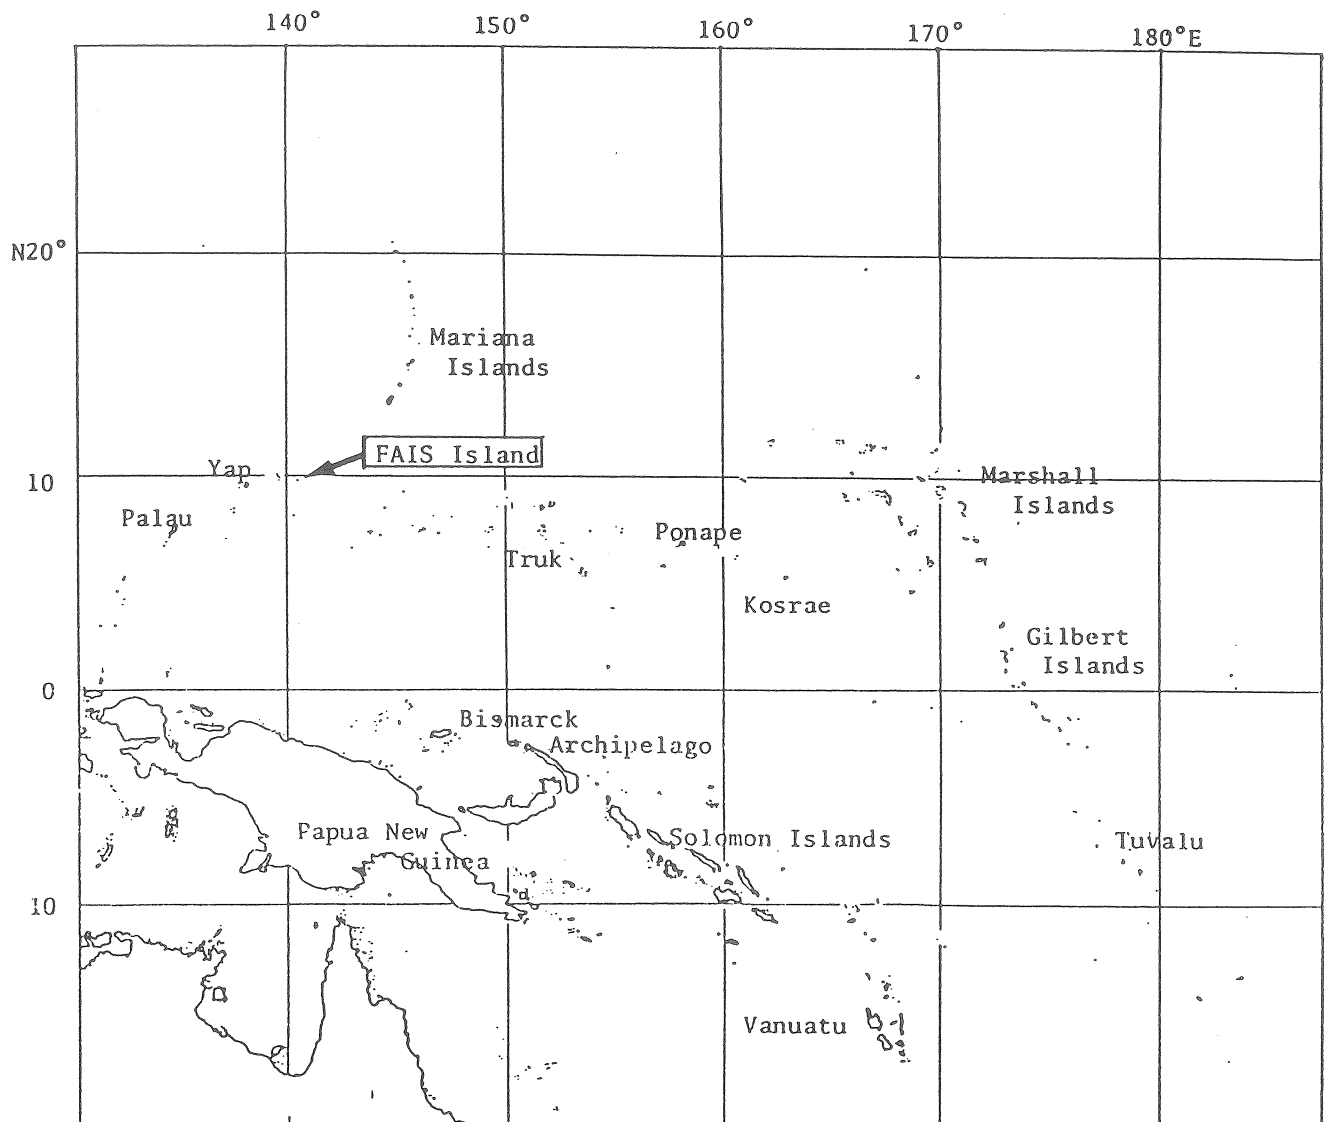 140° 150° 160° 170° 180°E
N20°
Mariana
Islands
FAIS Island
Yap
10
Marshall
Islands
Palau
Ponape
Truk
Kosrae
Gilbert
Islands
0
Bismarck
Archipelago
Papua New
Guinea
Solomon Islands
Tuvalu
10
Vanuatu